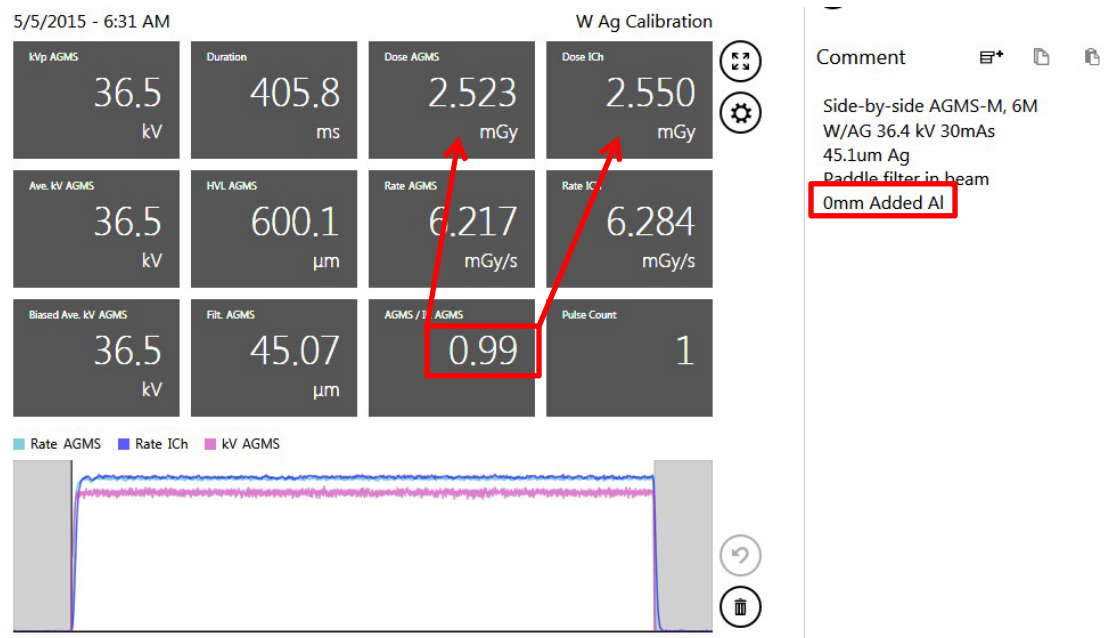 5/5/2015 - 6:31 AM
W Ag Calibration
kVp AGMS
36.5
kV
Duration
405.8
ms
Dose AGMS
2.523
mGy
Dose ICh
2.550
mGy
Ave. kV AGMS
36.5
kV
HVL AGMS
600.1
µm
Rate AGMS
6.217
mGy/s
Rate ICh
6.284
mGy/s
Biased Ave. kV AGMS
36.5
kV
Filt. AGMS
45.07
µm
AGMS / AGMS
0.99
Pulse Count
1
Rate AGMS Rate ICh kV AGMS
Comment
Side-by-side AGMS-M, 6M
W/AG 36.4 kV 30mAs
45.1um Ag
Paddle filter in beam
0mm Added Al